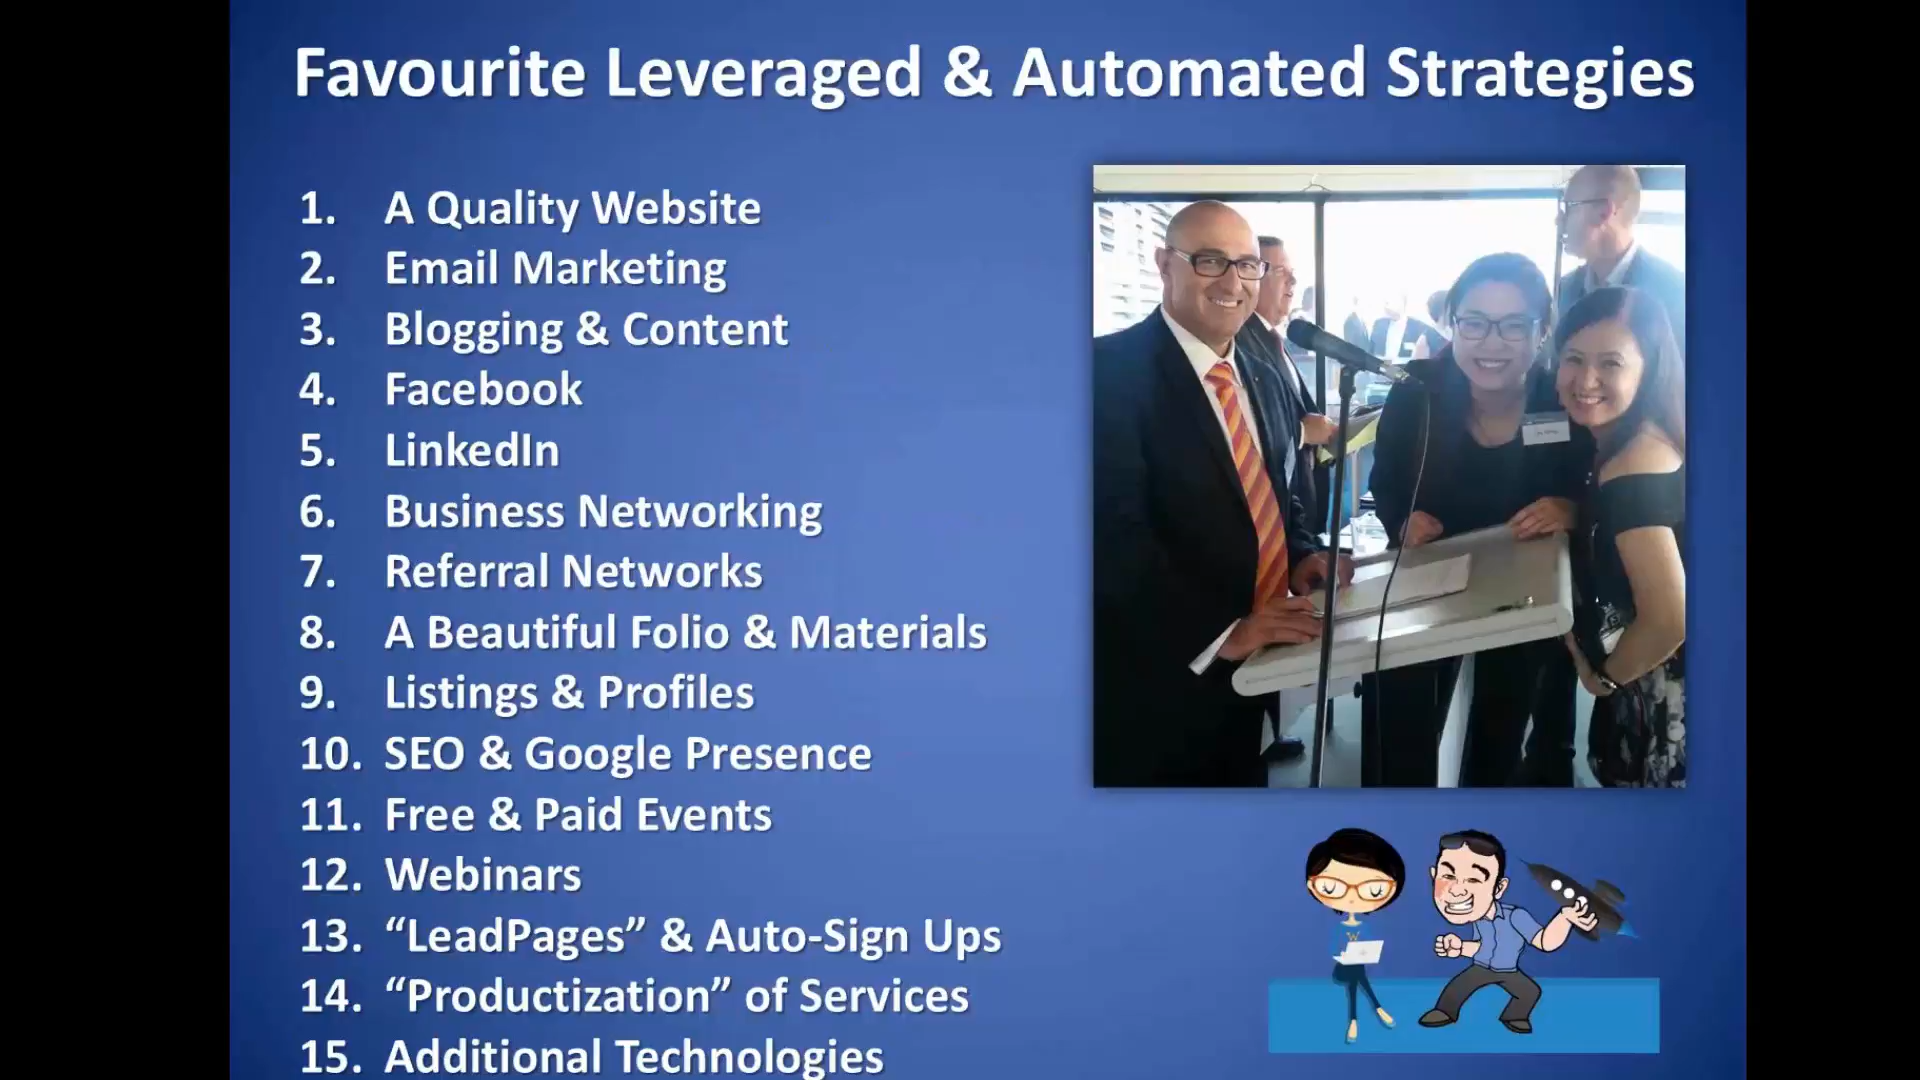 Favourite Leveraged & Automated Strategies
1. A Quality Website
2. Email Marketing
3. Blogging & Content
4. Facebook
5. LinkedIn
6. Business Networking
7. Referral Networks
8. A Beautiful Folio & Materials
9. Listings & Profiles
10. SEO & Google Presence
11. Free & Paid Events
12. Webinars
13. “LeadPages” & Auto-Sign Ups
14. “Productization” of Services
15. Additional Technologies
W